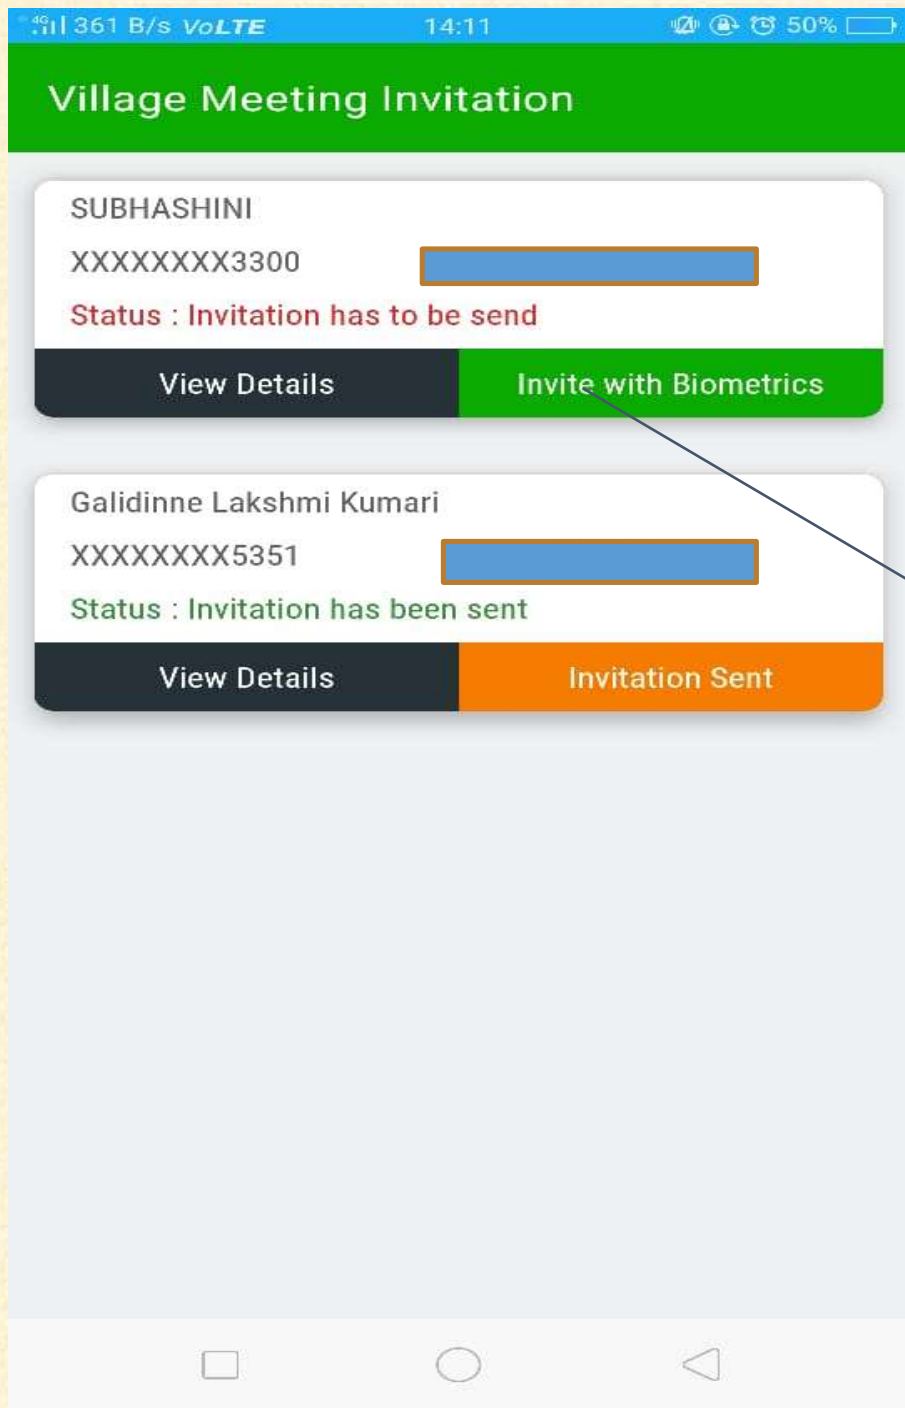 4G 361 B/s VoLTE 14:11 50%
Village Meeting Invitation
SUBHASHINI
XXXXXXXX3300
Status : Invitation has to be send
View Details Invite with Biometrics
Galidinne Lakshmi Kumari
XXXXXXXX5351
Status : Invitation has been sent
View Details Invitation Sent